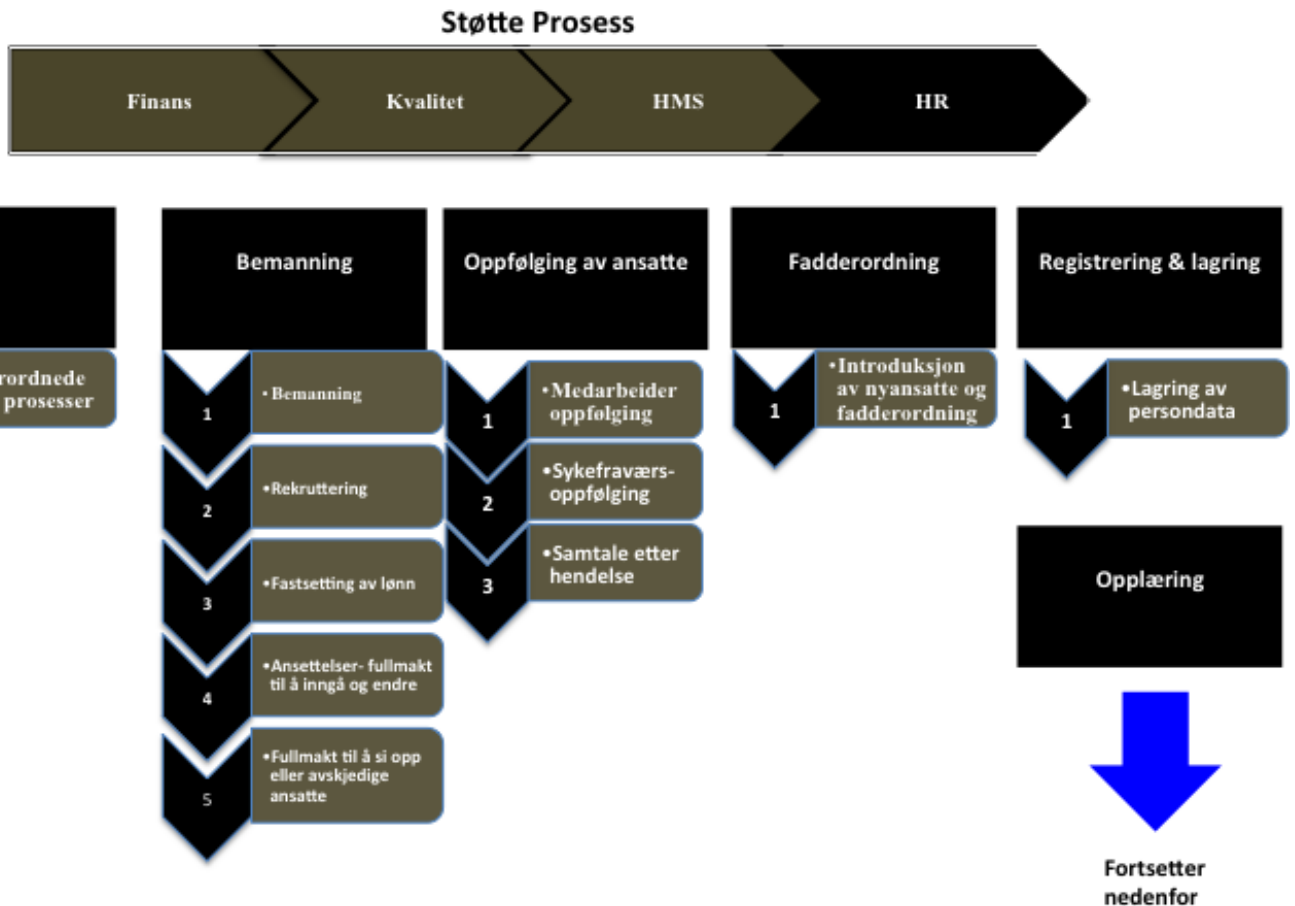 Støtte Prosess
Finans
Kvalitet
HMS
HR
prosesser
Bemanning
1
• Bemanning
2
•Rekruttering
3
•Fastsetting av lønn
4
•Ansettelser- fullmakt
til å inngå og endre
5
•Fullmakt til å si opp
eller avskjedige
ansatte
Oppfølging av ansatte
1
•Medarbeider
oppfølging
2
•Sykefraværs-
oppfølging
3
•Samtale etter
hendelse
Fadderordning
1
•Introduksjon
av nyansatte og
fadderordning
Registrering & lagring
1
•Lagring av
persondata
Opplæring
Fortsetter
nedenfor